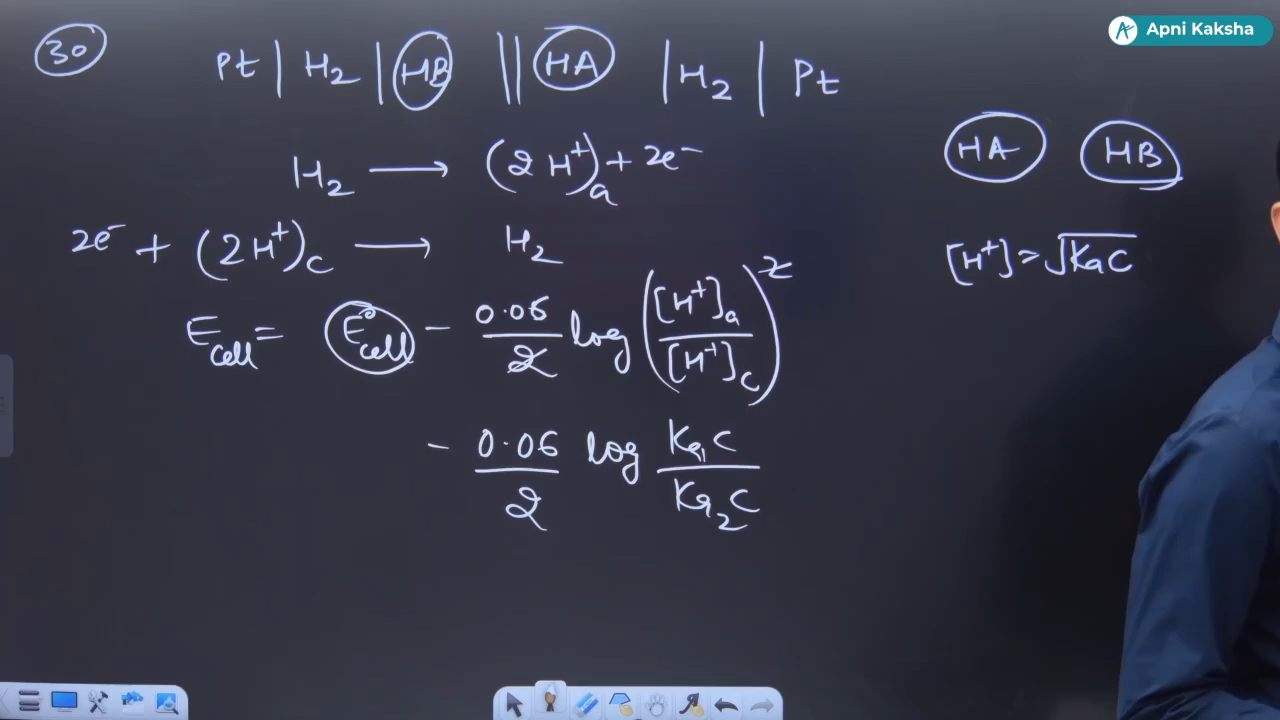 Apni Kaksha
30
Pt | H₂ | HB || HA | H₂ | Pt
H₂ ⟶ (2H⁺)ₐ + 2e⁻
HA HB
2e⁻ + (2H⁺)c ⟶ H₂
[H⁺] = √KaC
Ecell = E°cell - 0.06/2 log ([H⁺]a/[H⁺]c)²
- 0.06/2 log Ka₁C/Ka₂C